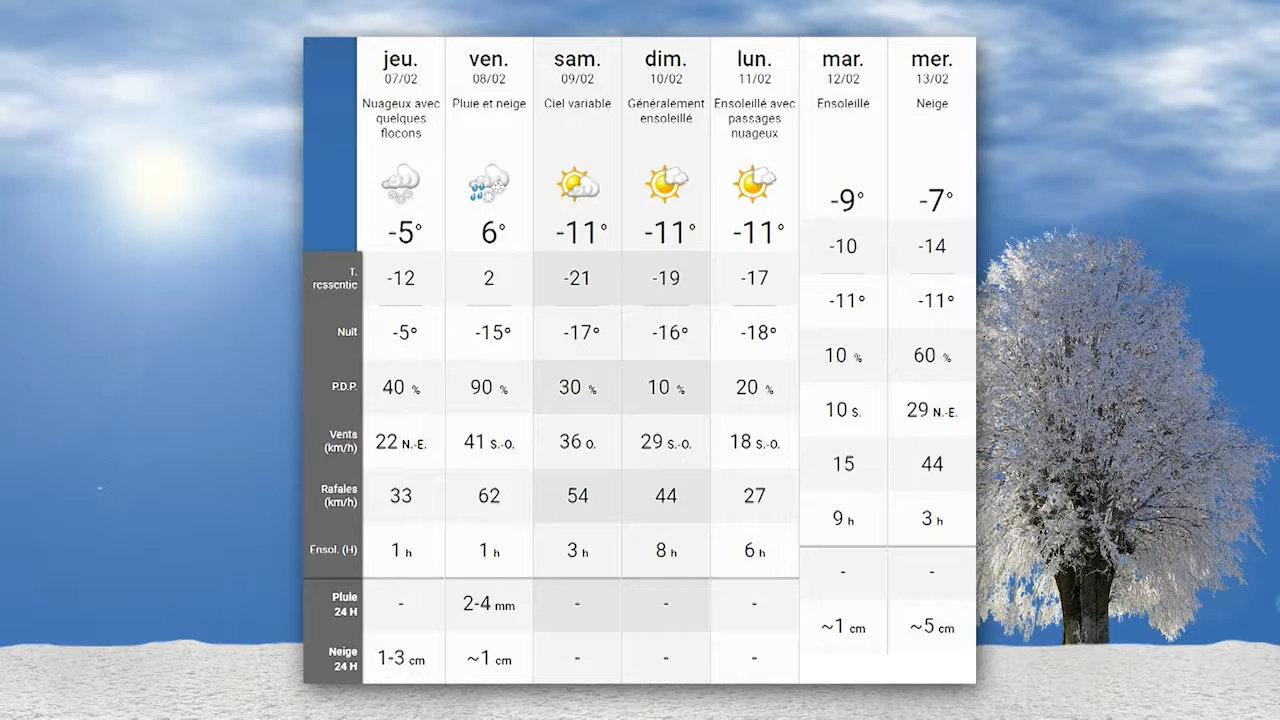 jeu. ven. sam. dim. lun. mar. mer.
07/02 08/02 09/02 10/02 11/02 12/02 13/02
Nuageux avec Pluie et neige Ciel variable Généralement Ensoleillé avec Ensoleillé Neige
quelques ensoleillé passages
flocons nuageux
-9° -7°
-5° 6° -11° -11° -11°
-10 -14
T.
ressentie
-12 2 -21 -19 -17
-11° -11°
Nuit -5° -15° -17° -16° -18°
10 % 60 %
P.D.P. 40 % 90 % 30 % 10 % 20 %
10 S. 29 N.-E.
Vents
(km/h)
22 N.-E. 41 S.-O. 36 O. 29 S.-O. 18 S.-O.
15 44
Rafales
(km/h)
33 62 54 44 27
9 h 3 h
Ensol. (H) 1 h 1 h 3 h 8 h 6 h
- -
Pluie
24 H
- 2-4 mm - - -
~1 cm ~5 cm
Neige
24 H
1-3 cm ~1 cm - - -